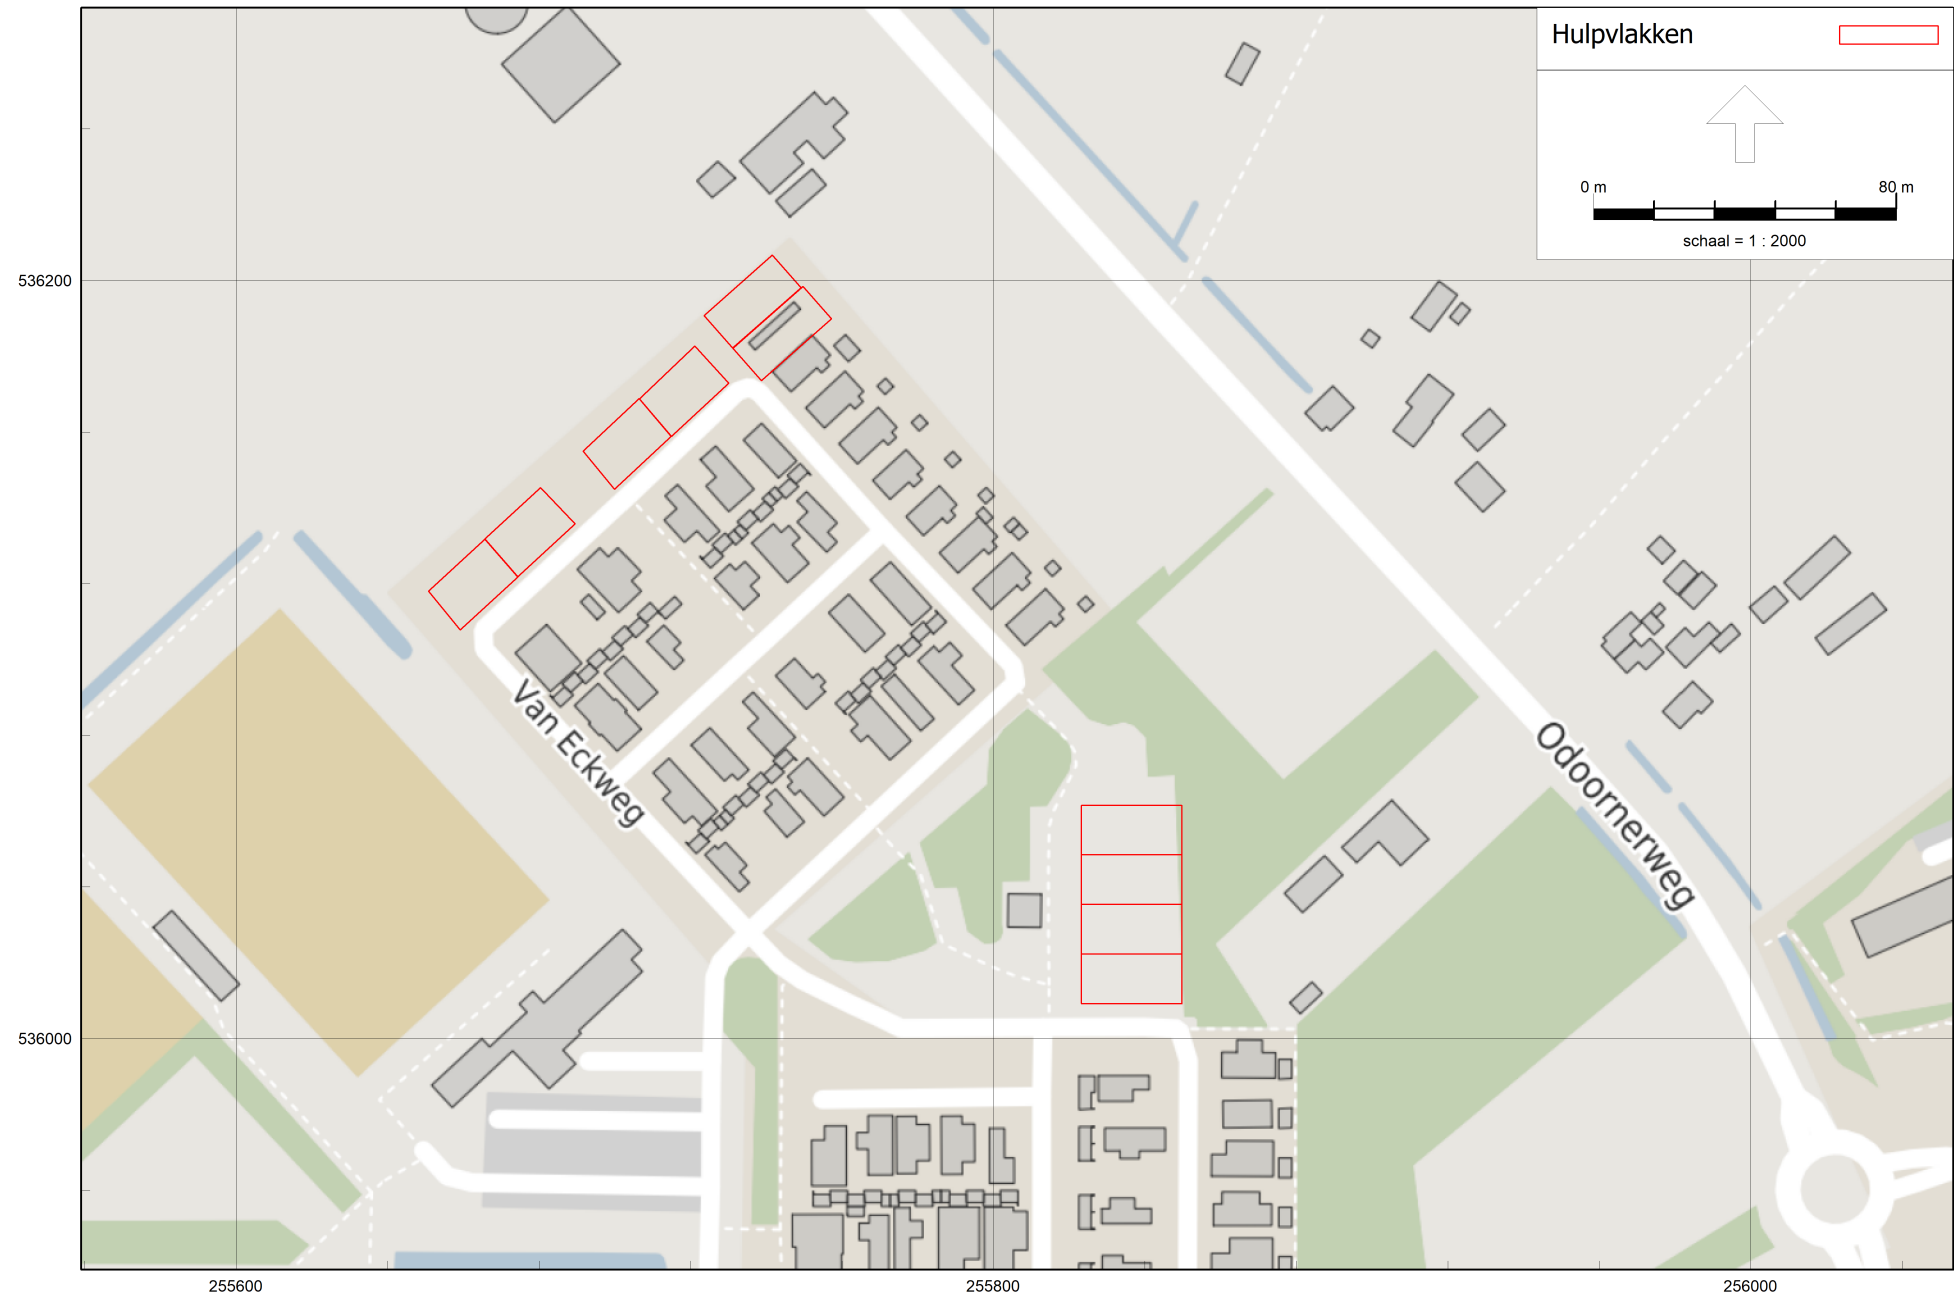 Hulpvlakken
0 m
80 m
schaal = 1 : 2000
536200
Van Eckweg
Odoornerweg
536000
255600
255800
256000